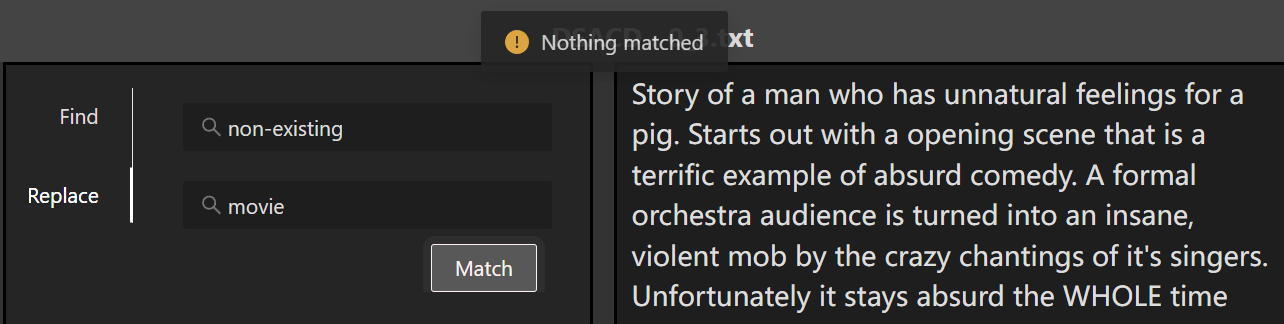 Nothing matched
xt
Find
non-existing
Replace
movie
Match
Story of a man who has unnatural feelings for a
pig. Starts out with a opening scene that is a
terrific example of absurd comedy. A formal
orchestra audience is turned into an insane,
violent mob by the crazy chantings of it's singers.
Unfortunately it stays absurd the WHOLE time